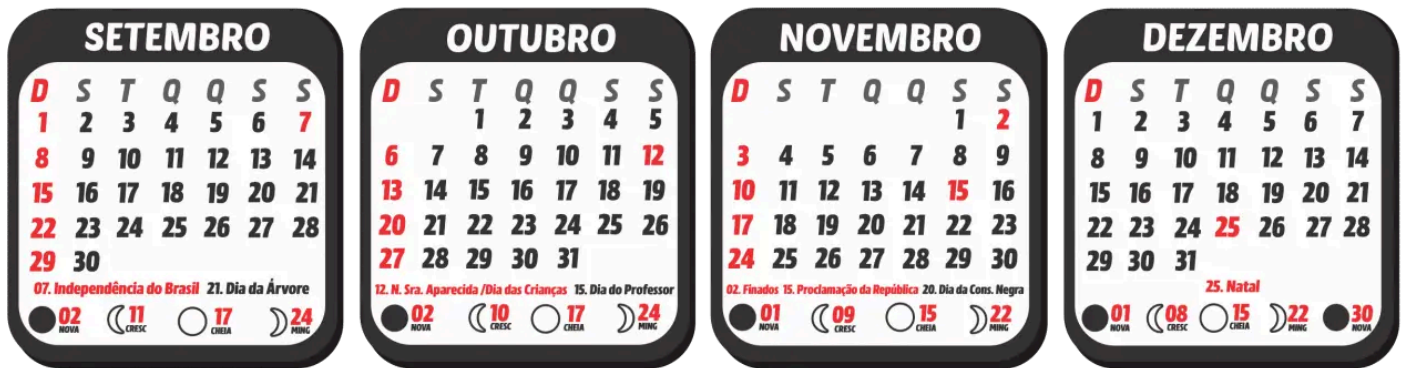 SETEMBRO
D S T Q Q S S
1 2 3 4 5 6 7
8 9 10 11 12 13 14
15 16 17 18 19 20 21
22 23 24 25 26 27 28
29 30
07. Independência do Brasil 21. Dia da Árvore
02 NOVA 11 CRESC 17 CHEIA 24 MING
OUTUBRO
D S T Q Q S S
1 2 3 4 5
6 7 8 9 10 11 12
13 14 15 16 17 18 19
20 21 22 23 24 25 26
27 28 29 30 31
12. N. Sra. Aparecida /Dia das Crianças 15. Dia do Professor
02 NOVA 10 CRESC 17 CHEIA 24 MING
NOVEMBRO
D S T Q Q S S
1 2
3 4 5 6 7 8 9
10 11 12 13 14 15 16
17 18 19 20 21 22 23
24 25 26 27 28 29 30
02. Finados 15. Proclamação da República 20. Dia da Cons. Negra
01 NOVA 09 CRESC 15 CHEIA 22 MING
DEZEMBRO
D S T Q Q S S
1 2 3 4 5 6 7
8 9 10 11 12 13 14
15 16 17 18 19 20 21
22 23 24 25 26 27 28
29 30 31
25. Natal
01 NOVA 08 CRESC 15 CHEIA 22 MING 30 NOVA